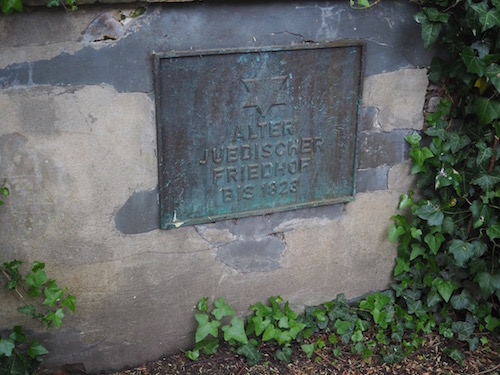 ALTER
JUEDISCHER
FRIEDHOF
BIS 1823